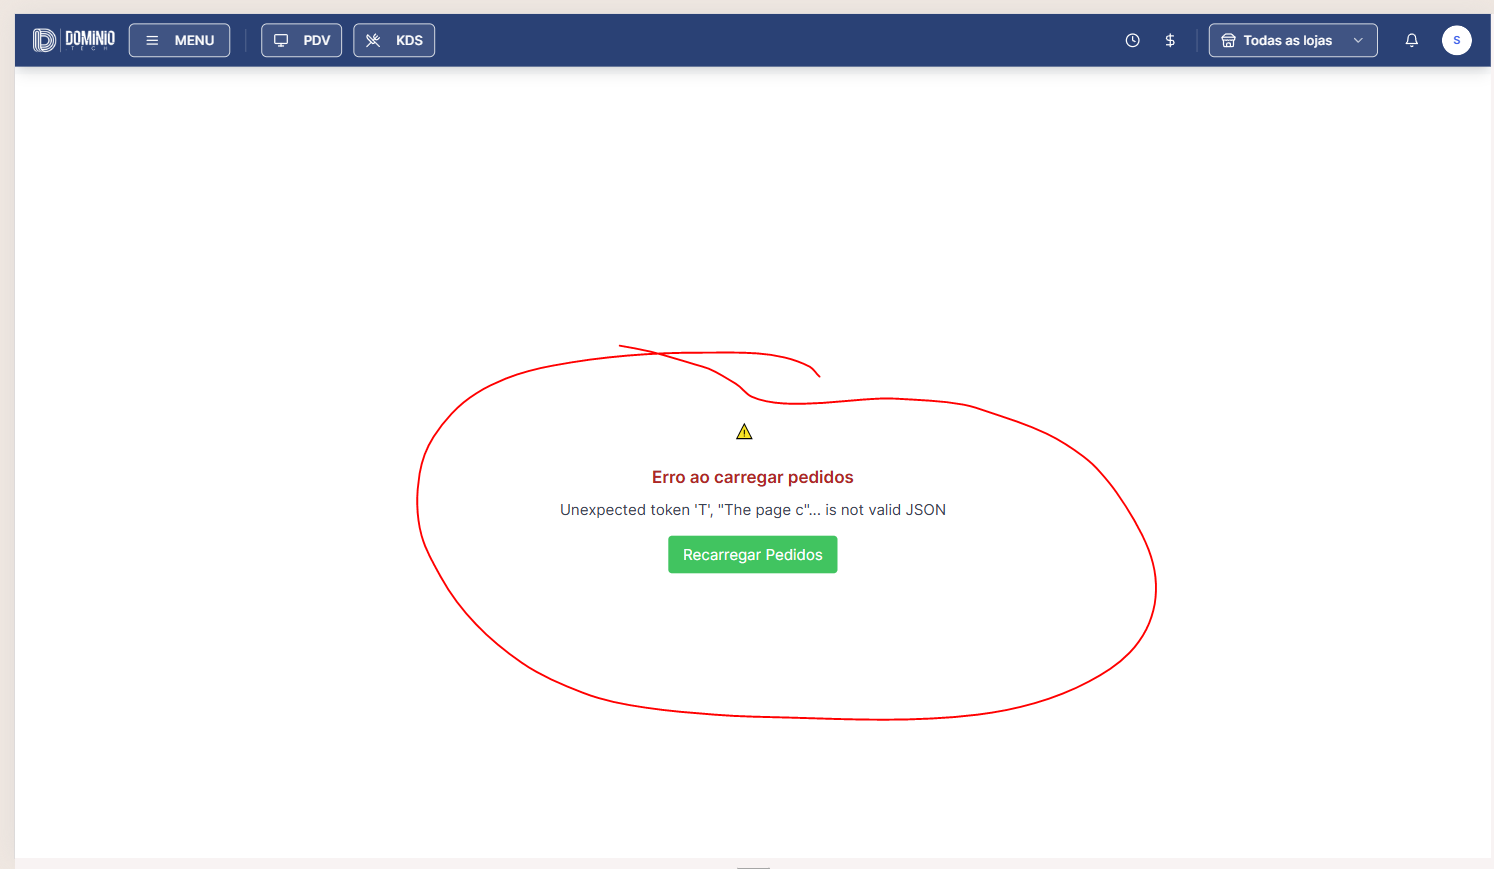 DOMINIO
TECH
MENU
PDV
KDS
$
Todas as lojas
S
Erro ao carregar pedidos
Unexpected token 'T', "The page c"... is not valid JSON
Recarregar Pedidos